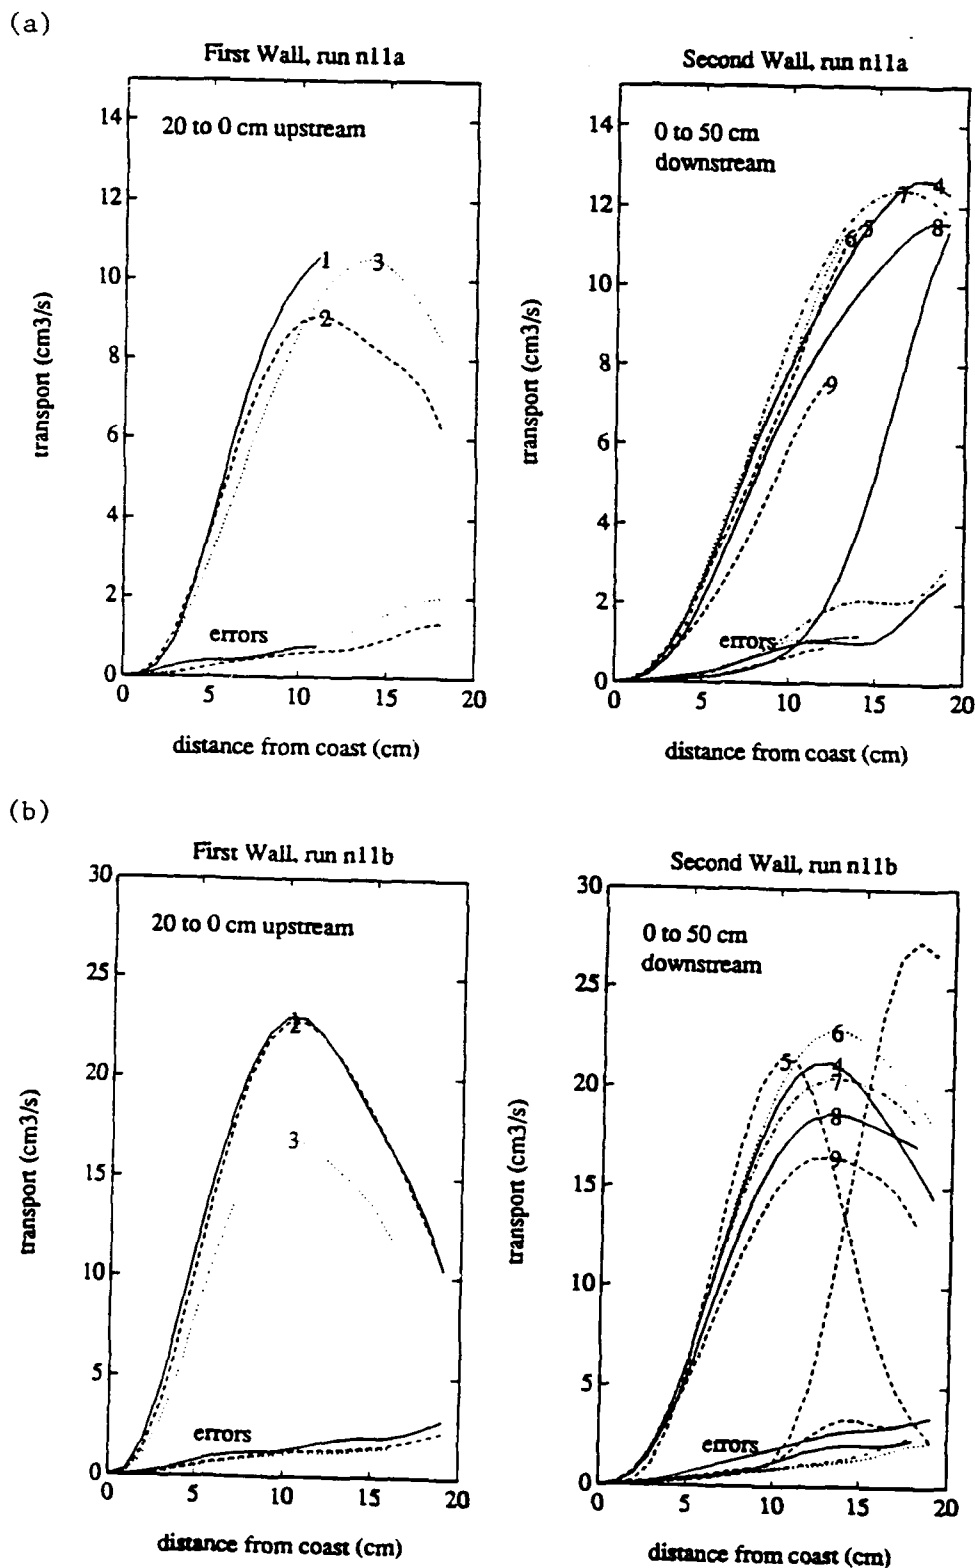 (a)
First Wall, run n11a
20 to 0 cm upstream
14
12
10
8
6
4
2
0
transport (cm3/s)
1
2
3
errors
0 5 10 15 20
distance from coast (cm)
Second Wall, run n11a
0 to 50 cm
downstream
14
12
10
8
6
4
2
0
transport (cm3/s)
4
7
6
5
8
9
errors
0 5 10 15 20
distance from coast (cm)
(b)
First Wall, run n11b
20 to 0 cm upstream
30
25
20
15
10
5
0
transport (cm3/s)
1
2
3
errors
0 5 10 15 20
distance from coast (cm)
Second Wall, run n11b
0 to 50 cm
downstream
30
25
20
15
10
5
0
transport (cm3/s)
6
5
4
7
8
9
errors
0 5 10 15 20
distance from coast (cm)